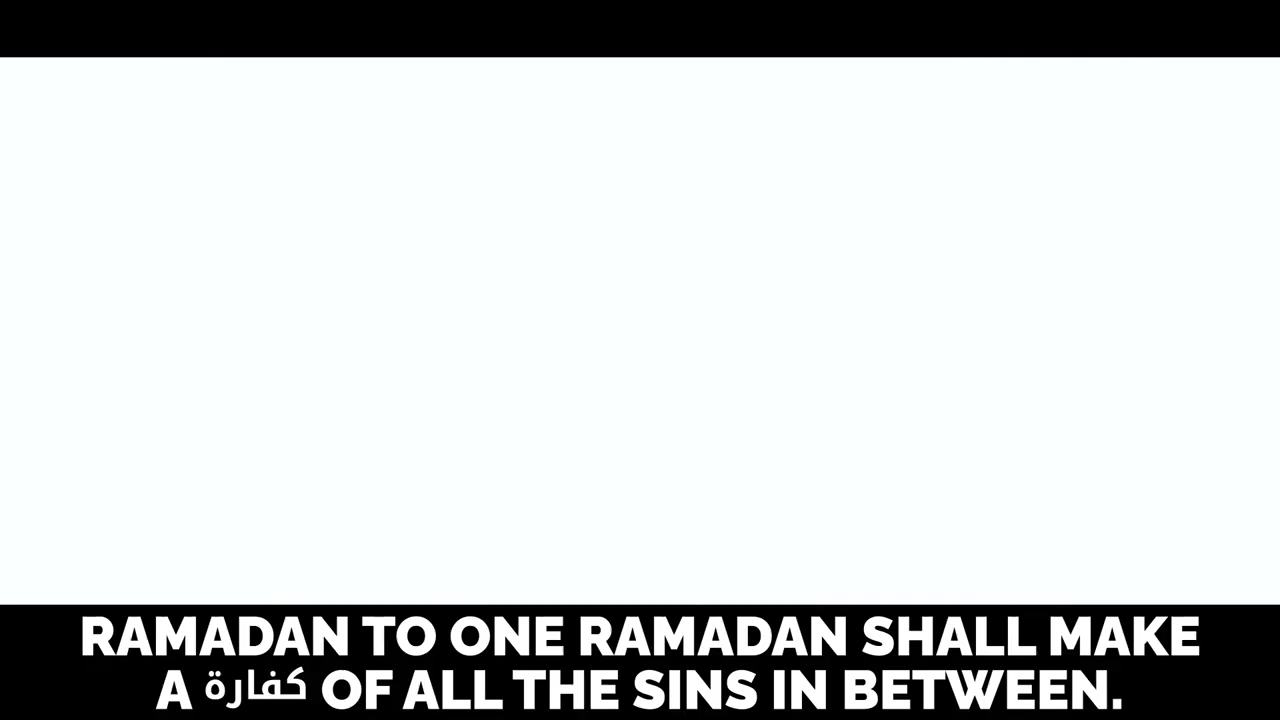 RAMADAN TO ONE RAMADAN SHALL MAKE
A كفارة OF ALL THE SINS IN BETWEEN.